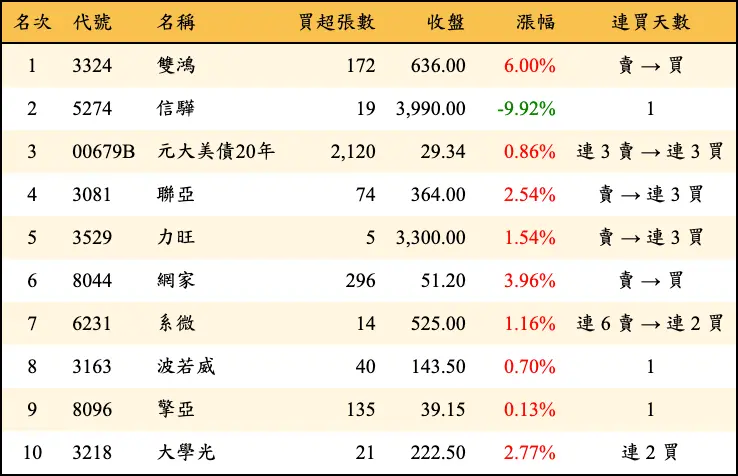 名次 代號 名稱 買超張數 收盤 漲幅 連買天數
1 3324 雙鴻 172 636.00 6.00% 賣 → 買
2 5274 信驊 19 3,990.00 -9.92% 1
3 00679B 元大美債20年 2,120 29.34 0.86% 連 3 賣 → 連 3 買
4 3081 聯亞 74 364.00 2.54% 賣 → 連 3 買
5 3529 力旺 5 3,300.00 1.54% 賣 → 連 3 買
6 8044 網家 296 51.20 3.96% 賣 → 買
7 6231 系微 14 525.00 1.16% 連 6 賣 → 連 2 買
8 3163 波若威 40 143.50 0.70% 1
9 8096 擎亞 135 39.15 0.13% 1
10 3218 大學光 21 222.50 2.77% 連 2 買